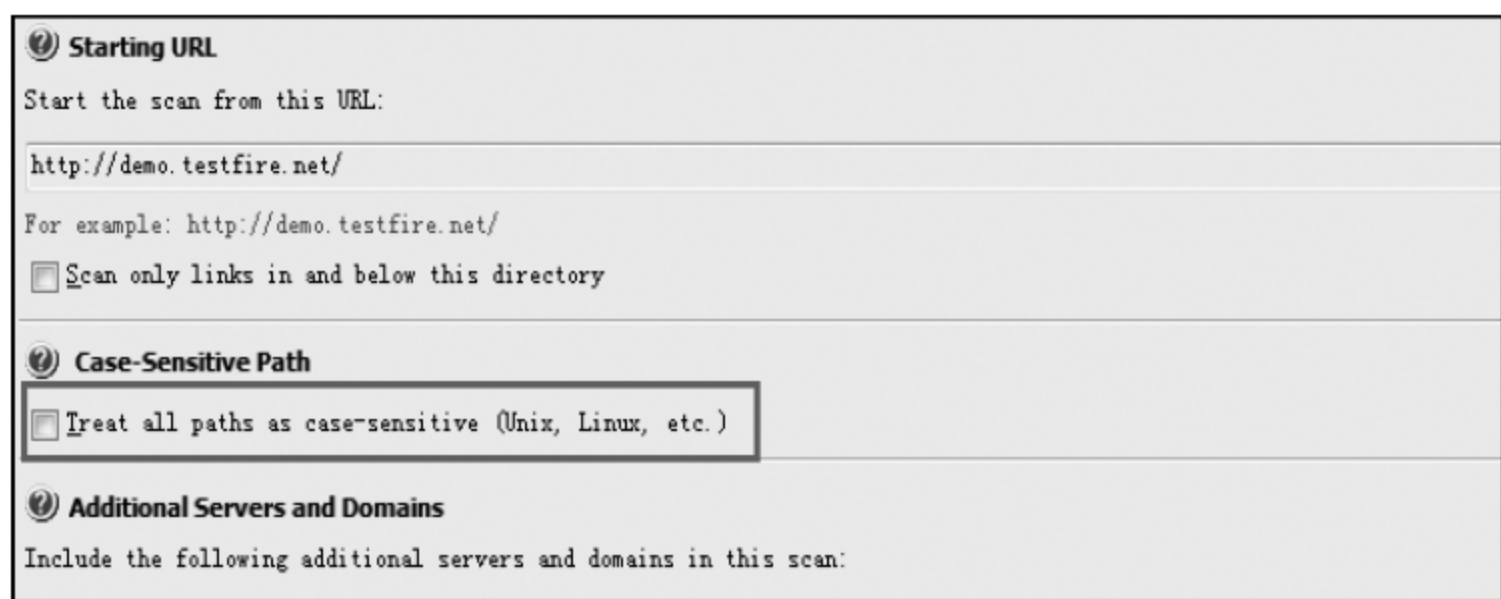 Starting URL
Start the scan from this URL:
http://demo.testfire.net/
For example: http://demo.testfire.net/
Scan only links in and below this directory
Case-Sensitive Path
Treat all paths as case-sensitive (Unix, Linux, etc.)
Additional Servers and Domains
Include the following additional servers and domains in this scan: